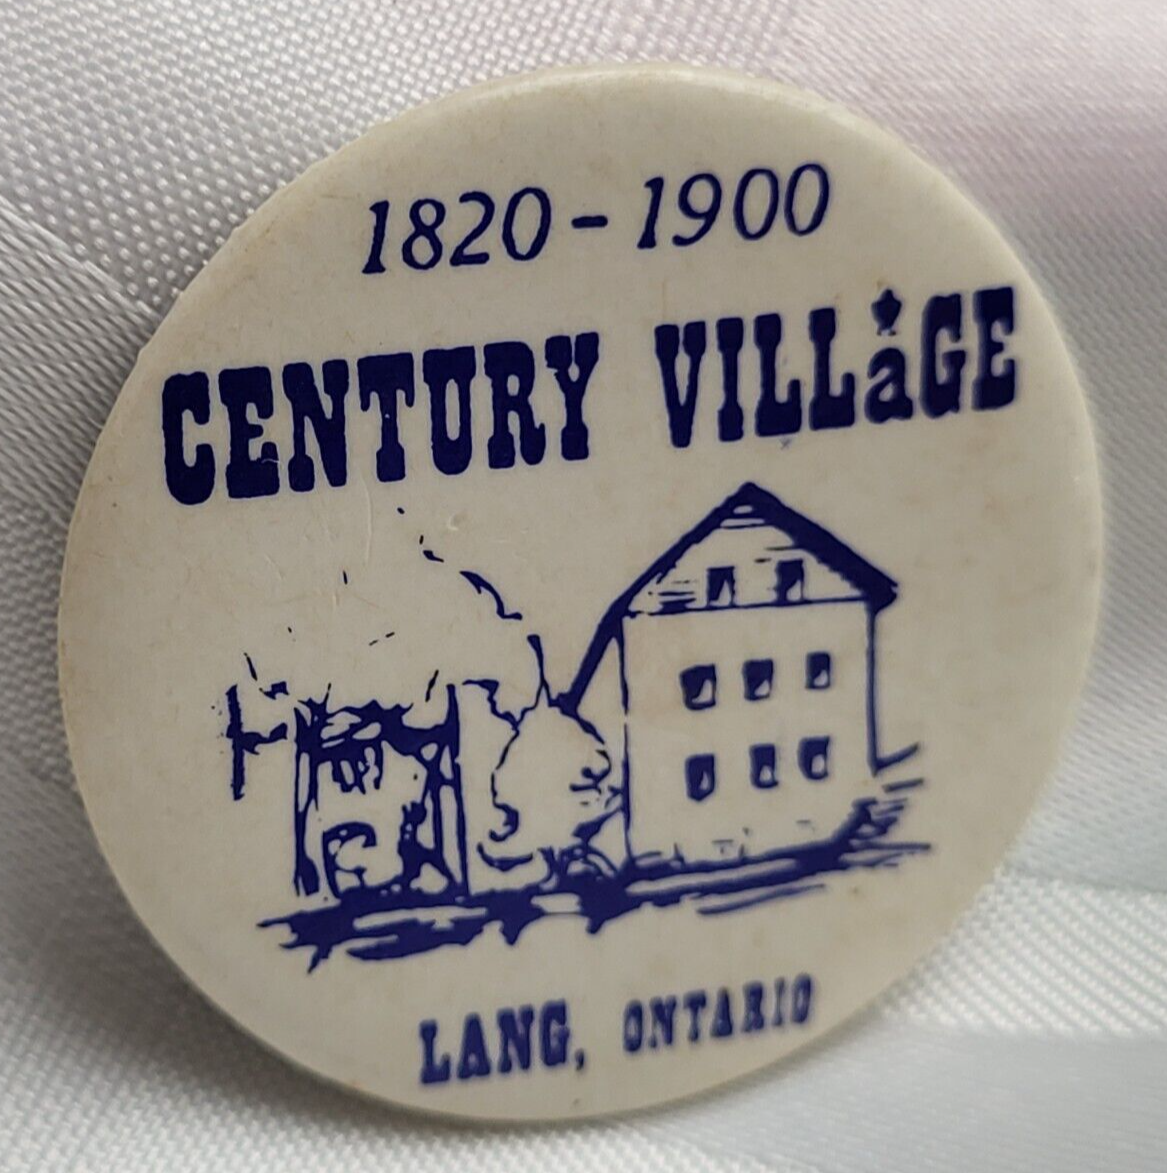 1820 - 1900
CENTURY VILLaGE
LANG, ONTARIO